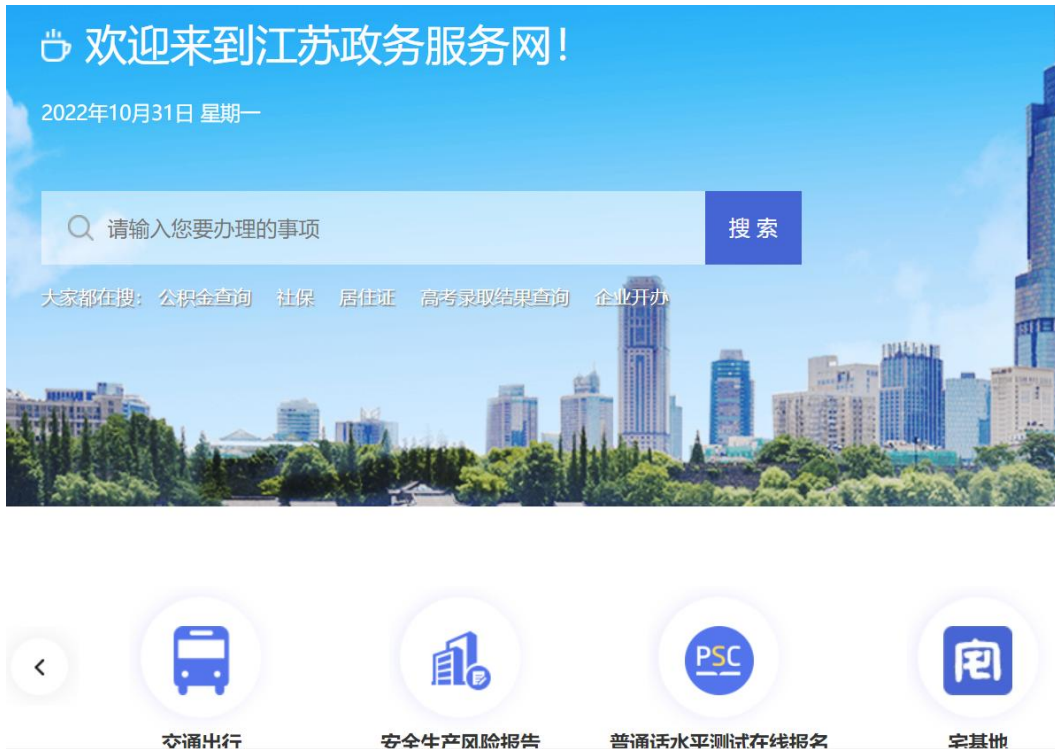 欢迎来到江苏政务服务网！
2022年10月31日 星期一
请输入您要办理的事项
搜 索
大家都在搜： 公积金查询 社保 居住证 高考录取结果查询 企业开办
PSC
宅
交通出行 安全生产风险报告 普通话水平测试在线报名 宅基地